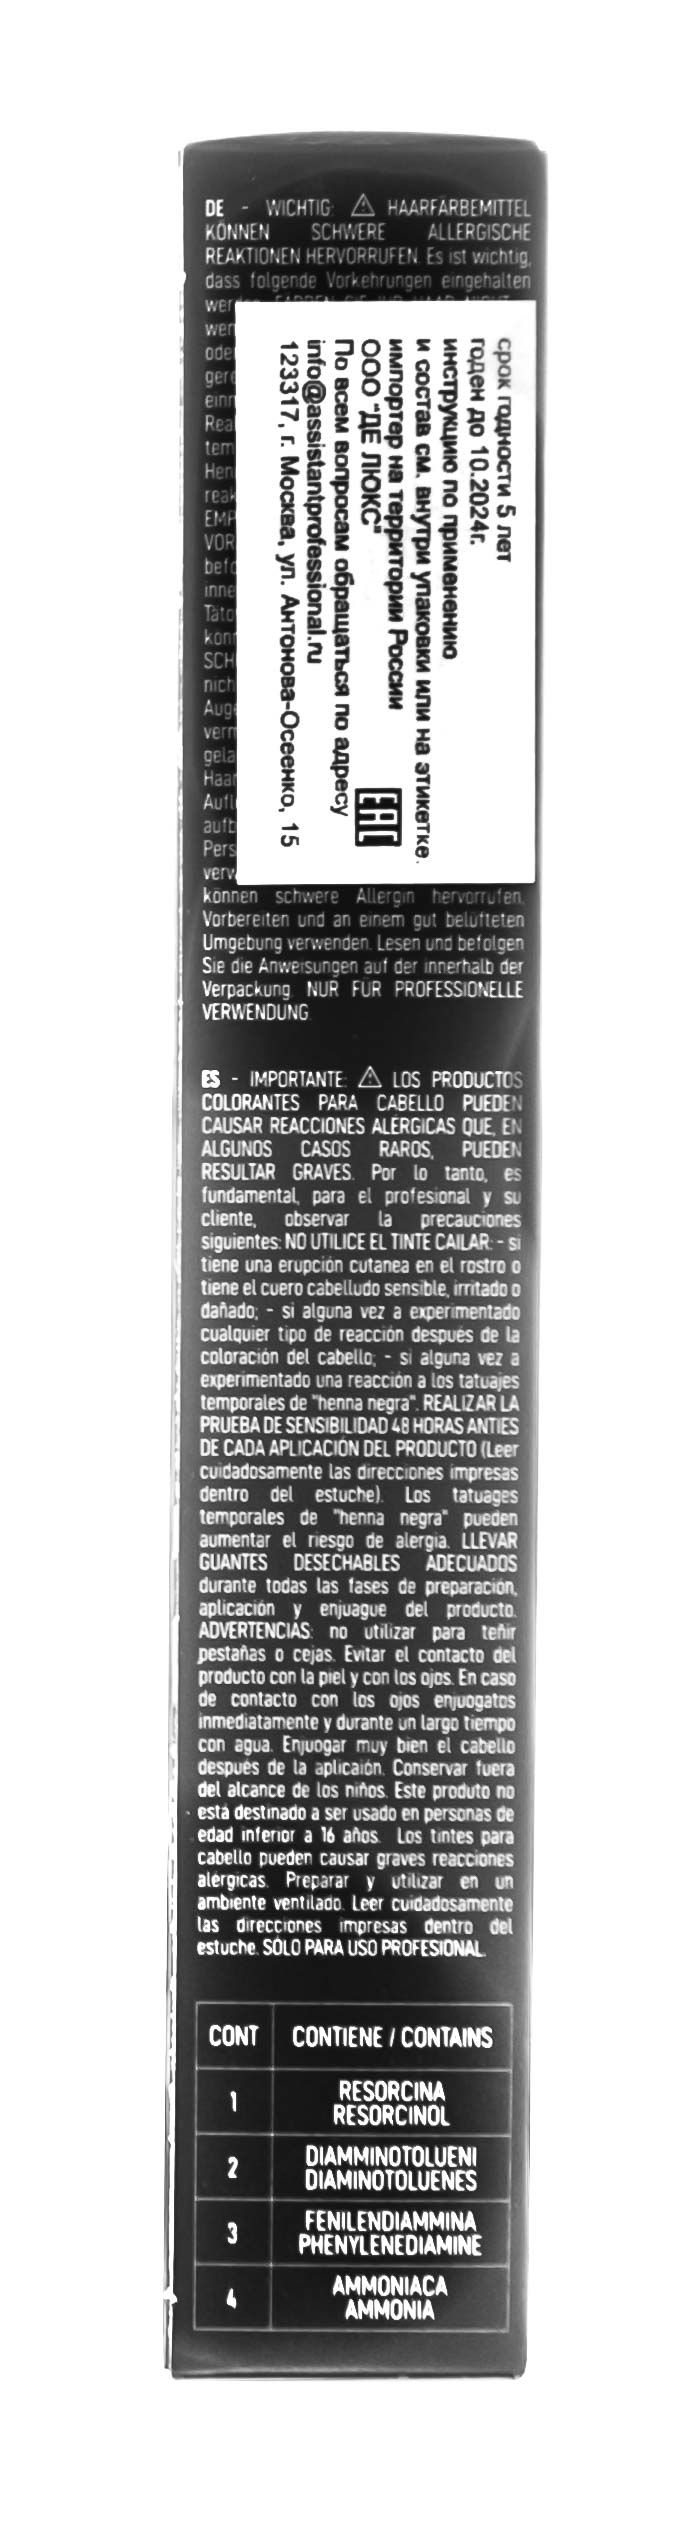 DE - WICHTIG: ⚠ HAARFÄRBEMITTEL
KÖNNEN SCHWERE ALLERGISCHE
REAKTIONEN HERVORRUFEN. Es ist wichtig,
dass folgende Vorkehrungen eingehalten
срок годности 5 лет
годен до 10.2024г.
инструкцию по применению
и состав см. внутри упаковки или на этикетке.
импортер на территории России
ООО "ДЕ ЛЮКС"
По всем вопросам обращаться по адресу
info@assistantprofessional.ru
123317, г. Москва, ул. Антонова-Осеенко, 15
EAC
können schwere Allergin hervorrufen.
Vorbereiten und an einem gut belüfteten
Umgebung verwenden. Lesen und befolgen
Sie die Anweisungen auf der innerhalb der
Verpackung. NUR FÜR PROFESSIONELLE
VERWENDUNG.
ES - IMPORTANTE: ⚠ LOS PRODUCTOS
COLORANTES PARA CABELLO PUEDEN
CAUSAR REACCIONES ALÉRGICAS QUE, EN
ALGUNOS CASOS RAROS, PUEDEN
RESULTAR GRAVES. Por lo tanto, es
fundamental, para el profesional y su
cliente, observar la precauciones
siguientes: NO UTILICE EL TINTE CAILAR: - si
tiene una erupción cutanea en el rostro o
tiene el cuero cabelludo sensible, irritado o
dañado; - si alguna vez a experimentado
cualquier tipo de reacción después de la
coloración del cabello; - si alguna vez a
experimentado una reacción a los tatuajes
temporales de "henna negra". REALIZAR LA
PRUEBA DE SENSIBILIDAD 48 HORAS ANTIES
DE CADA APLICACIÓN DEL PRODUCTO (Leer
cuidadosamente las direcciones impresas
dentro del estuche). Los tatuages
temporales de "henna negra" pueden
aumentar el riesgo de alergia. LLEVAR
GUANTES DESECHABLES ADECUADOS
durante todas las fases de preparación,
aplicación y enjuague del producto.
ADVERTENCIAS: no utilizar para teñir
pestañas o cejas. Evitar el contacto del
producto con la piel y con los ojos. En caso
de contacto con los ojos enjuogatos
inmediatamente y durante un largo tiempo
con agua. Enjuogar muy bien el cabello
después de la aplicaión. Conservar fuera
del alcance de los niños. Este produto no
está destinado a ser usado en personas de
edad inferior a 16 años. Los tintes para
cabello pueden causar graves reacciones
alérgicas. Preparar y utilizar en un
ambiente ventilado. Leer cuidadosamente
las direcciones impresas dentro del
estuche. SÓLO PARA USO PROFESIONAL.
CONT CONTIENE / CONTAINS
1 RESORCINA
RESORCINOL
2 DIAMMINOTOLUENI
DIAMINOTOLUENES
3 FENILENDIAMMINA
PHENYLENEDIAMINE
4 AMMONIACA
AMMONIA